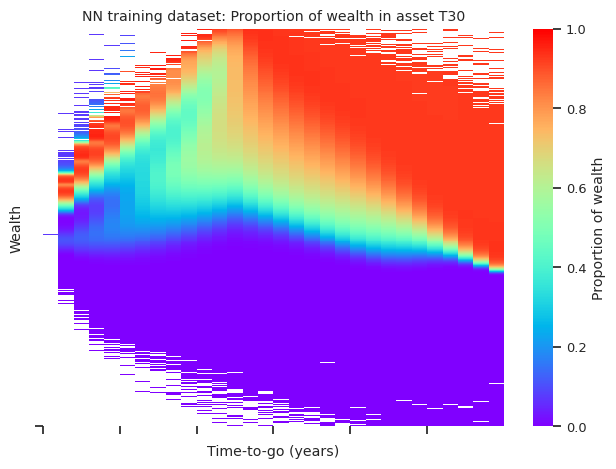 NN training dataset: Proportion of wealth in asset T30
Wealth
Time-to-go (years)
1.0
0.8
0.6
0.4
0.2
0.0
Proportion of wealth